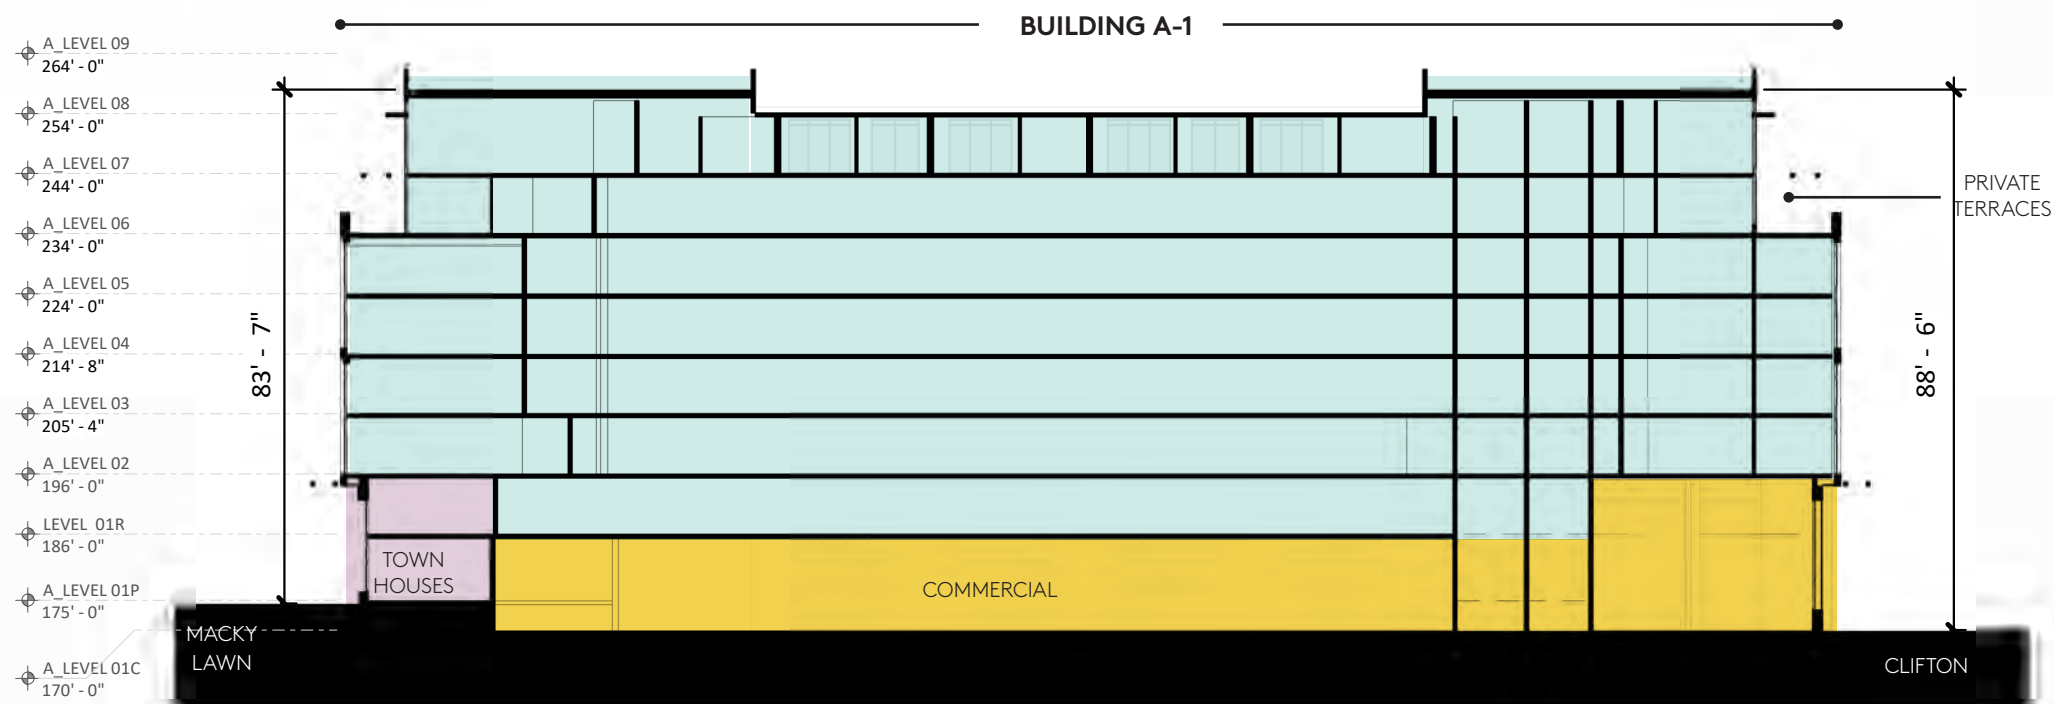 BUILDING A-1
A_LEVEL 09
264' - 0"
A_LEVEL 08
254' - 0"
A_LEVEL 07
244' - 0"
A_LEVEL 06
234' - 0"
A_LEVEL 05
224' - 0"
A_LEVEL 04
214' - 8"
A_LEVEL 03
205' - 4"
A_LEVEL 02
196' - 0"
LEVEL 01R
186' - 0"
A_LEVEL 01P
175' - 0"
A_LEVEL 01C
170' - 0"
83' - 7"
88' - 6"
PRIVATE
TERRACES
TOWN
HOUSES
COMMERCIAL
MACKY
LAWN
CLIFTON